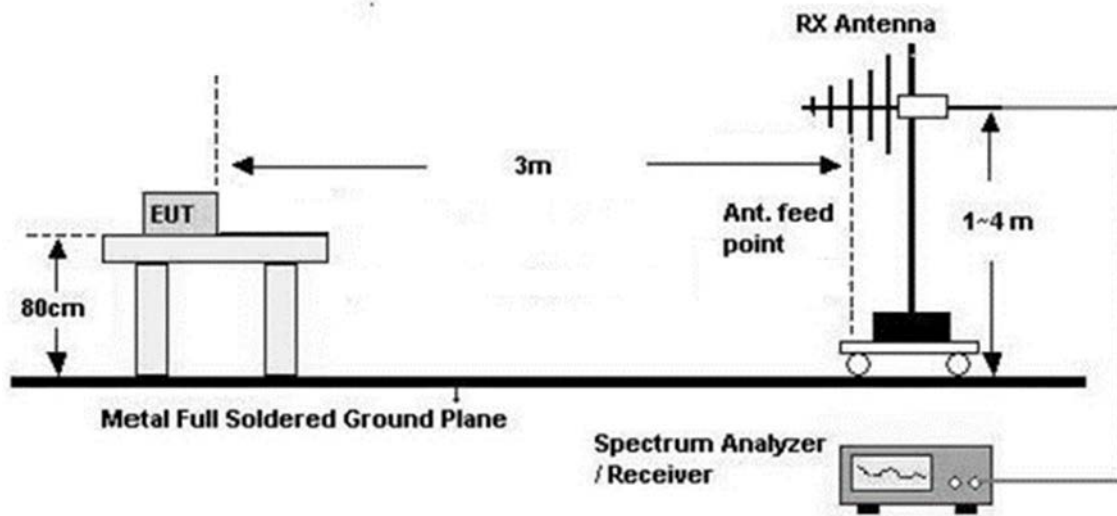 RX Antenna
3m
EUT
Ant. feed
point
1~4 m
80cm
Metal Full Soldered Ground Plane
Spectrum Analyzer
/ Receiver